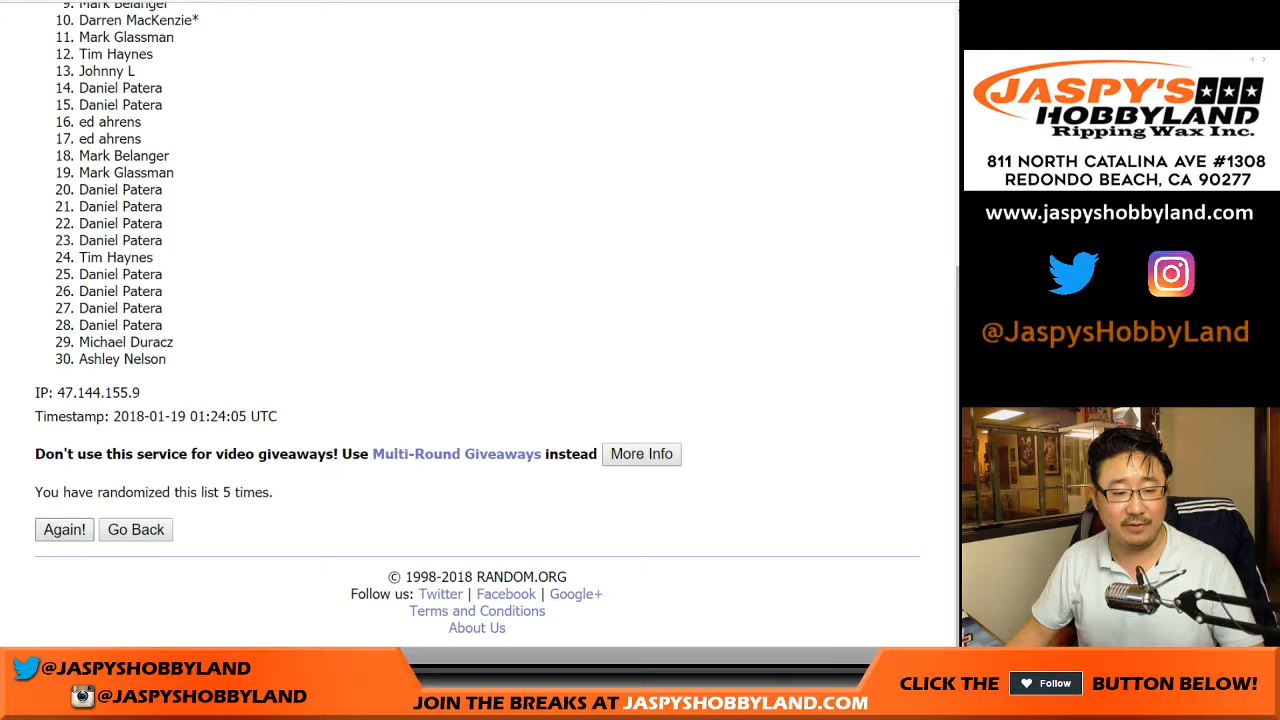 9. Mark Belanger
10. Darren MacKenzie*
11. Mark Glassman
12. Tim Haynes
13. Johnny L
14. Daniel Patera
15. Daniel Patera
16. ed ahrens
17. ed ahrens
18. Mark Belanger
19. Mark Glassman
20. Daniel Patera
21. Daniel Patera
22. Daniel Patera
23. Daniel Patera
24. Tim Haynes
25. Daniel Patera
26. Daniel Patera
27. Daniel Patera
28. Daniel Patera
29. Michael Duracz
30. Ashley Nelson
IP: 47.144.155.9
Timestamp: 2018-01-19 01:24:05 UTC
Don't use this service for video giveaways! Use Multi-Round Giveaways instead More Info
You have randomized this list 5 times.
Again! Go Back
© 1998-2018 RANDOM.ORG
Follow us: Twitter | Facebook | Google+
Terms and Conditions
About Us
JASPY'S
HOBBYLAND
Ripping Wax Inc.
811 NORTH CATALINA AVE #1308
REDONDO BEACH, CA 90277
www.jaspyshobbyland.com
@JaspysHobbyLand
@JASPYSHOBBYLAND
@JASPYSHOBBYLAND
JOIN THE BREAKS AT JASPYSHOBBYLAND.COM
CLICK THE Follow BUTTON BELOW!